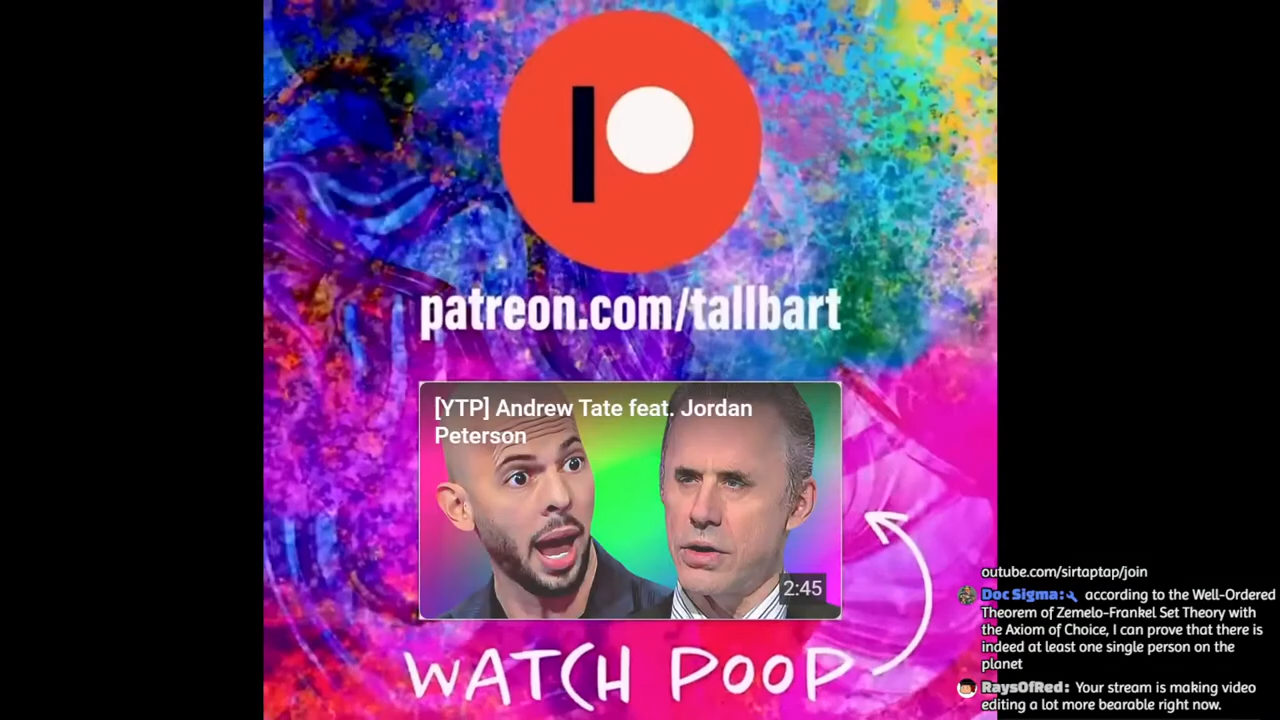 patreon.com/tallbart
[YTP] Andrew Tate feat. Jordan
Peterson
2:45
WATCH POOP
outube.com/sirtaptap/join
Doc Sigma: according to the Well-Ordered
Theorem of Zemelo-Frankel Set Theory with
the Axiom of Choice, I can prove that there is
indeed at least one single person on the
planet
RaysOfRed: Your stream is making video
editing a lot more bearable right now.